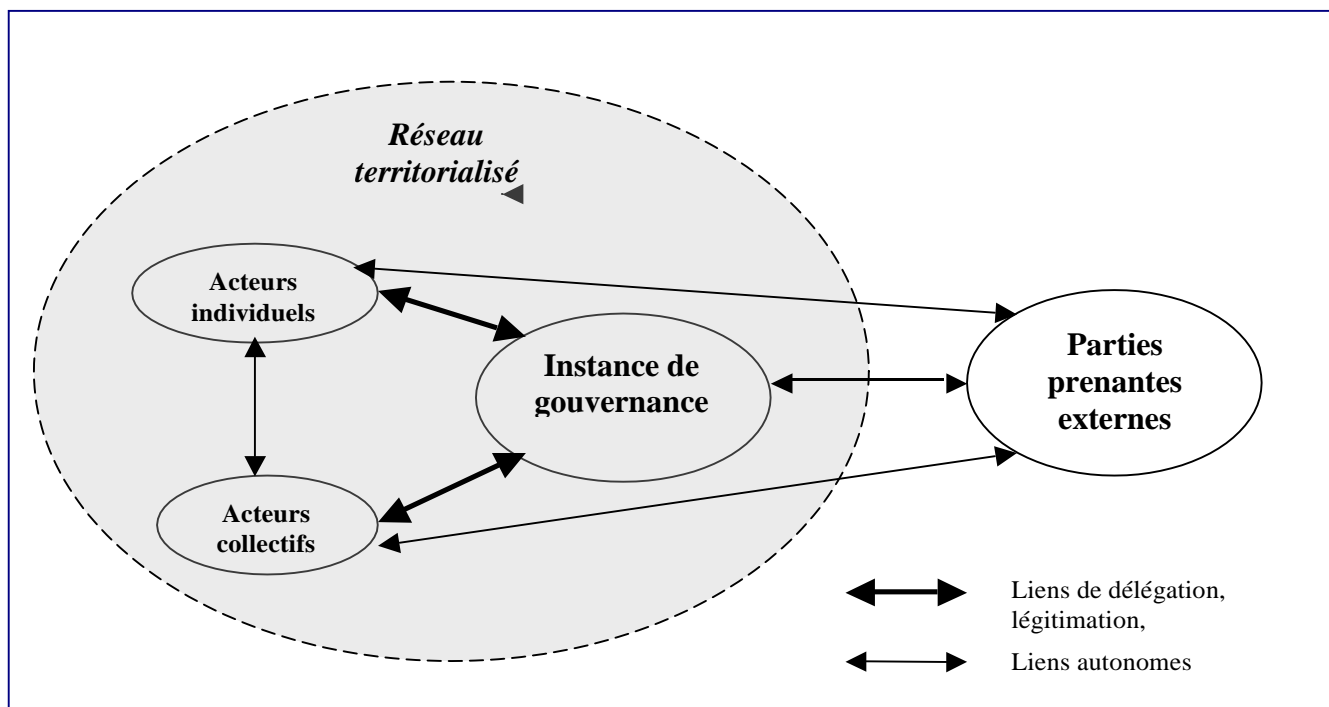 Réseau
territorialisé
Acteurs
individuels
Instance de
gouvernance
Parties
prenantes
externes
Acteurs
collectifs
Liens de délégation,
légitimation,
Liens autonomes